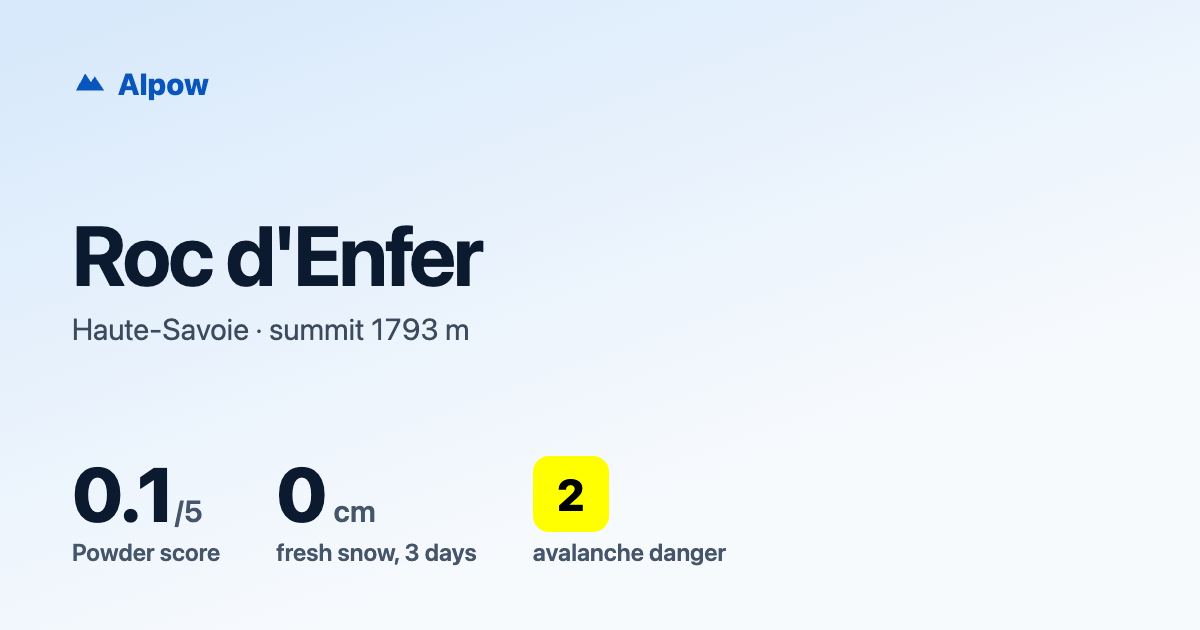 Alpow
Roc d'Enfer
Haute-Savoie · summit 1793 m
0.1/5
Powder score
0 cm
fresh snow, 3 days
2
avalanche danger